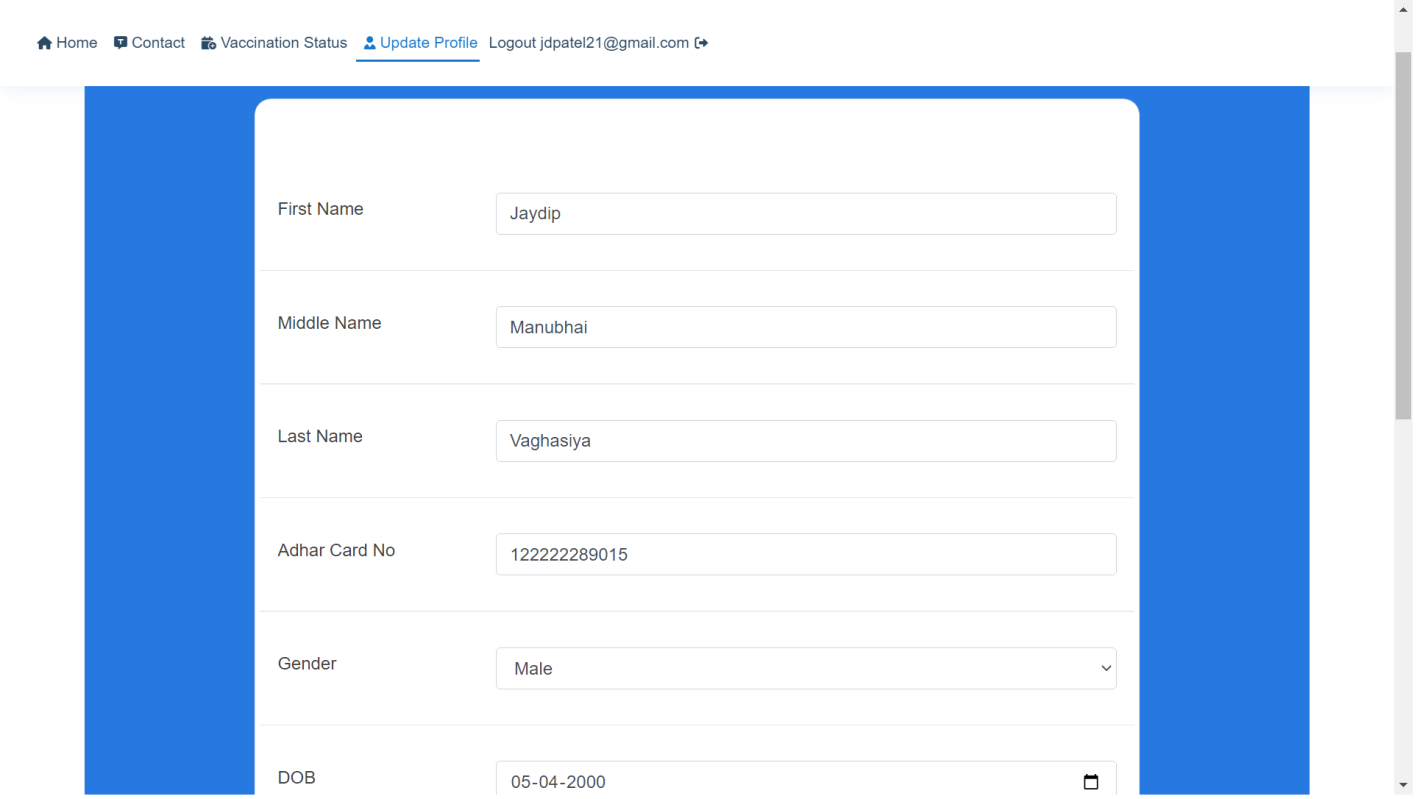 Home Contact Vaccination Status Update Profile Logout jdpatel21@gmail.com
First Name Jaydip
Middle Name Manubhai
Last Name Vaghasiya
Adhar Card No 122222289015
Gender Male
DOB 05-04-2000